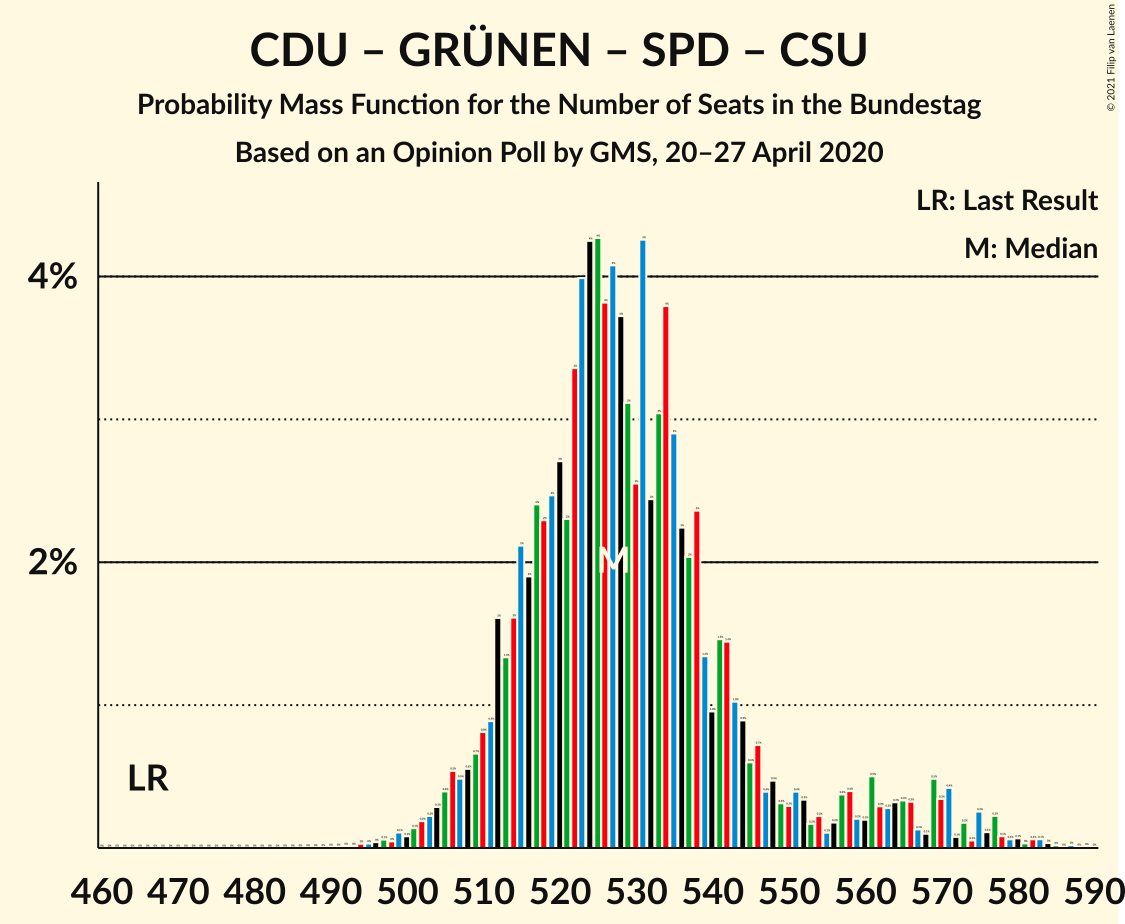 CDU – GRÜNEN – SPD – CSU
Probability Mass Function for the Number of Seats in the Bundestag
Based on an Opinion Poll by GMS, 20–27 April 2020
© 2021 Filip van Laenen
LR: Last Result
M: Median
4%
2%
M
LR
460 470 480 490 500 510 520 530 540 550 560 570 580 590